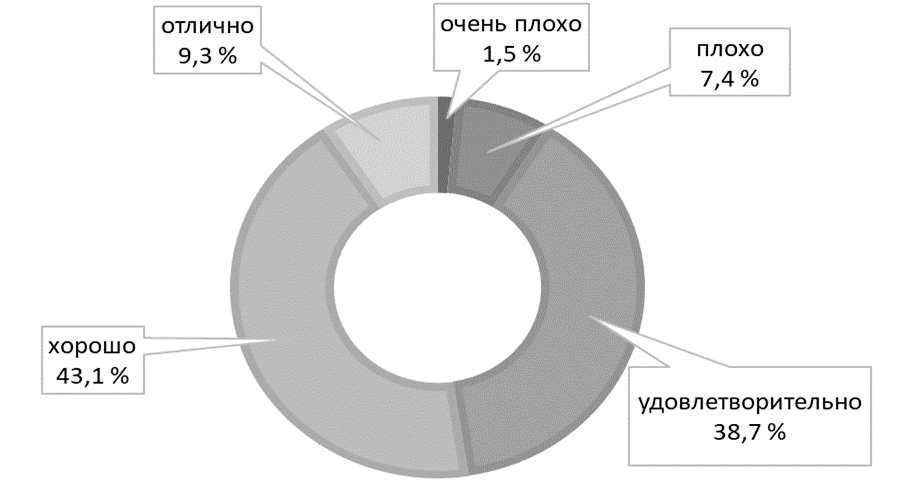 отлично
9,3 %
очень плохо
1,5 %
плохо
7,4 %
хорошо
43,1 %
удовлетворительно
38,7 %